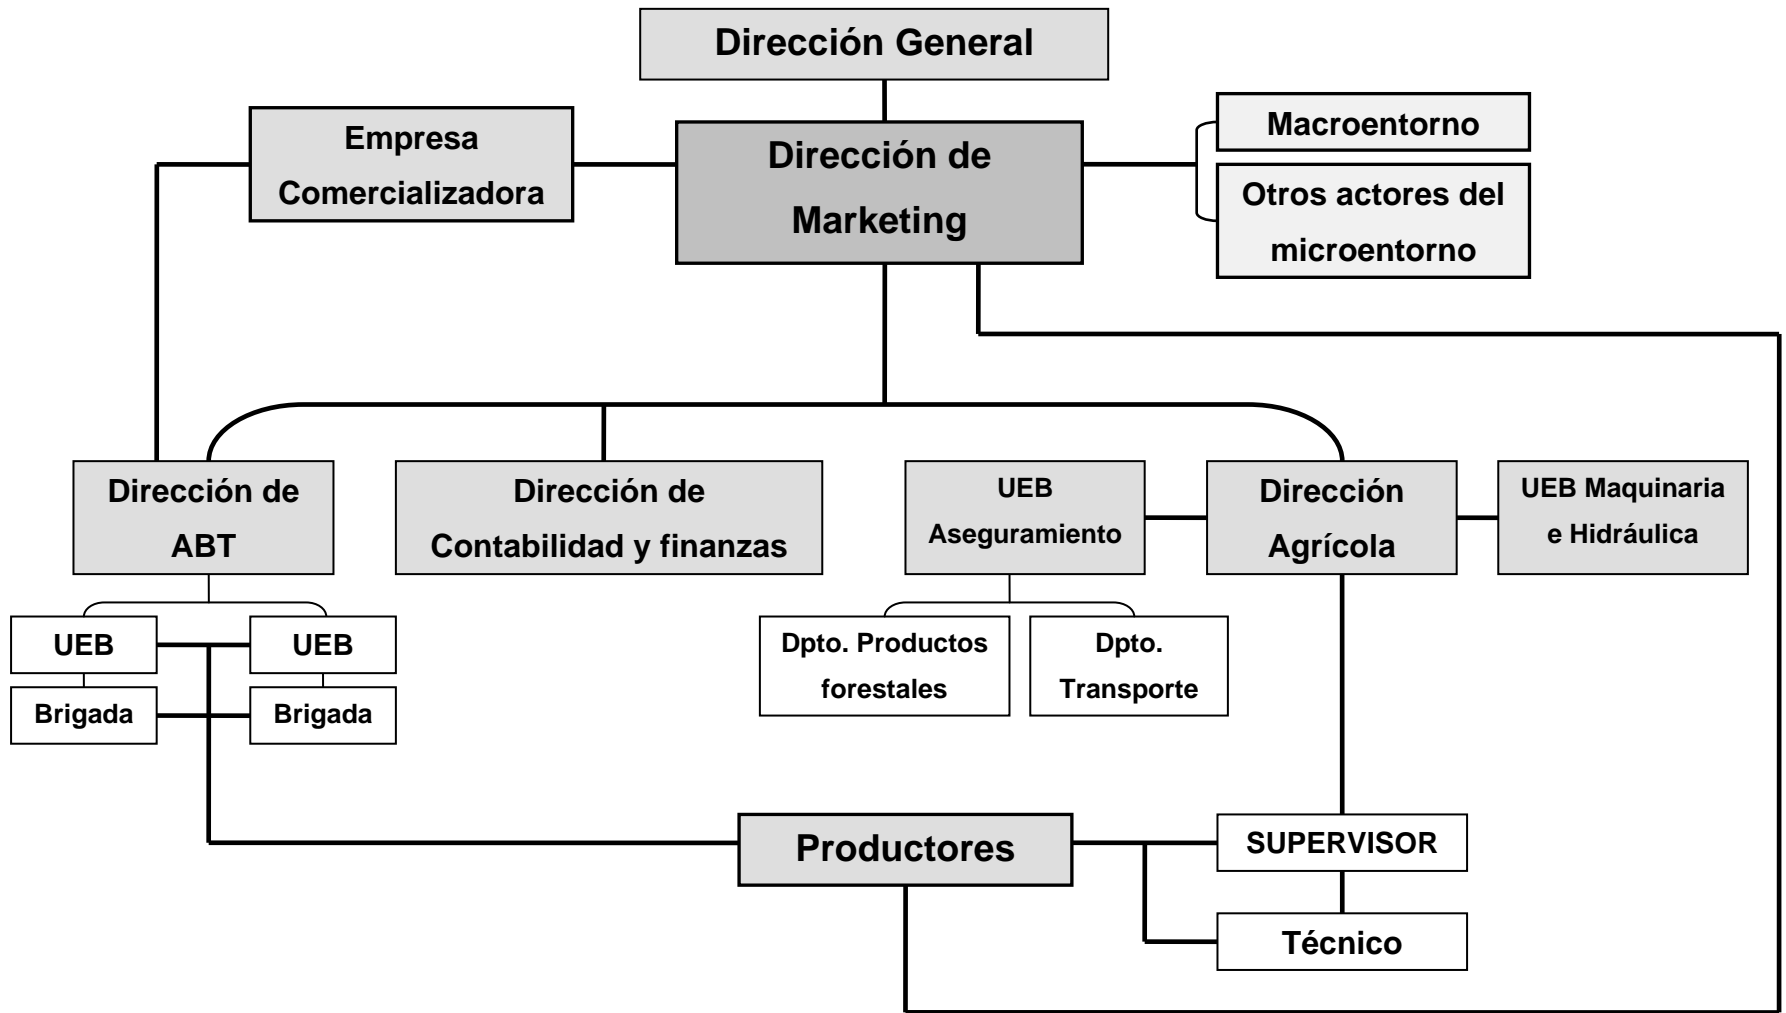 Dirección General
Empresa
Comercializadora
Dirección de
Marketing
Macroentorno
Otros actores del
microentorno
Dirección de
ABT
Dirección de
Contabilidad y finanzas
UEB
Aseguramiento
Dirección
Agrícola
UEB Maquinaria
e Hidráulica
UEB
UEB
Brigada
Brigada
Dpto. Productos
forestales
Dpto.
Transporte
Productores
SUPERVISOR
Técnico